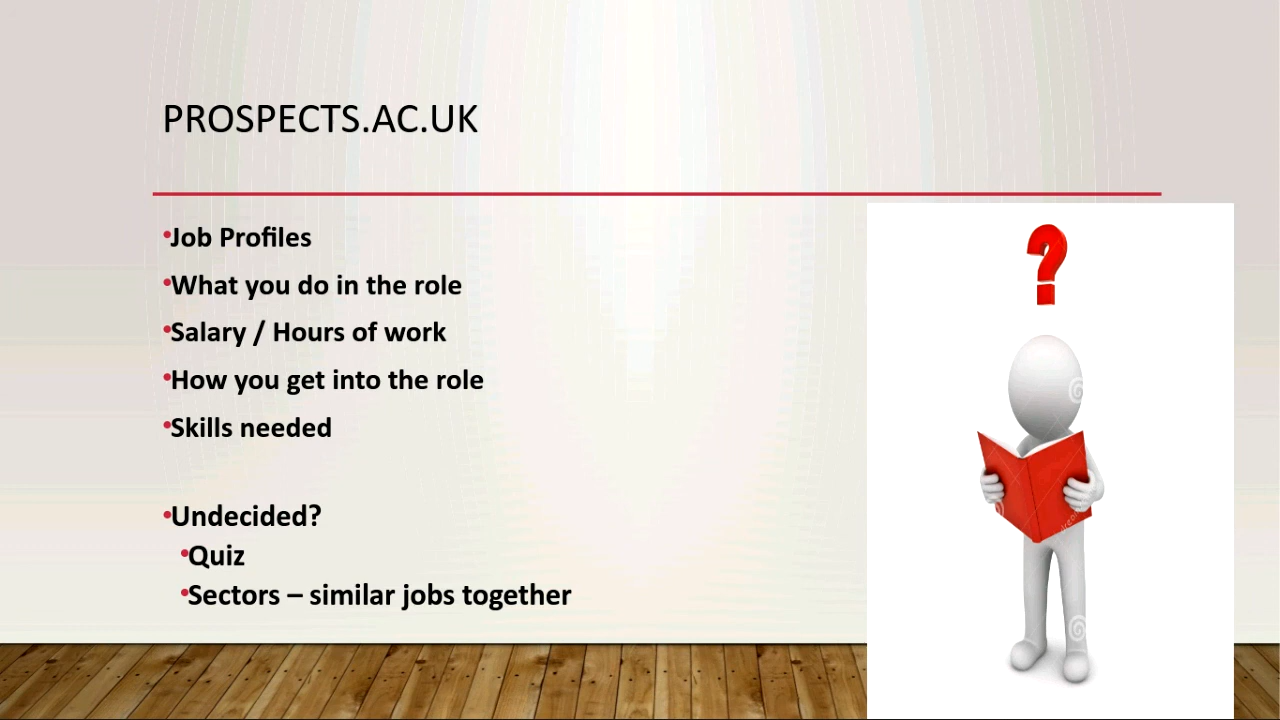 PROSPECTS.AC.UK
•Job Profiles
•What you do in the role
•Salary / Hours of work
•How you get into the role
•Skills needed
•Undecided?
•Quiz
•Sectors – similar jobs together
?